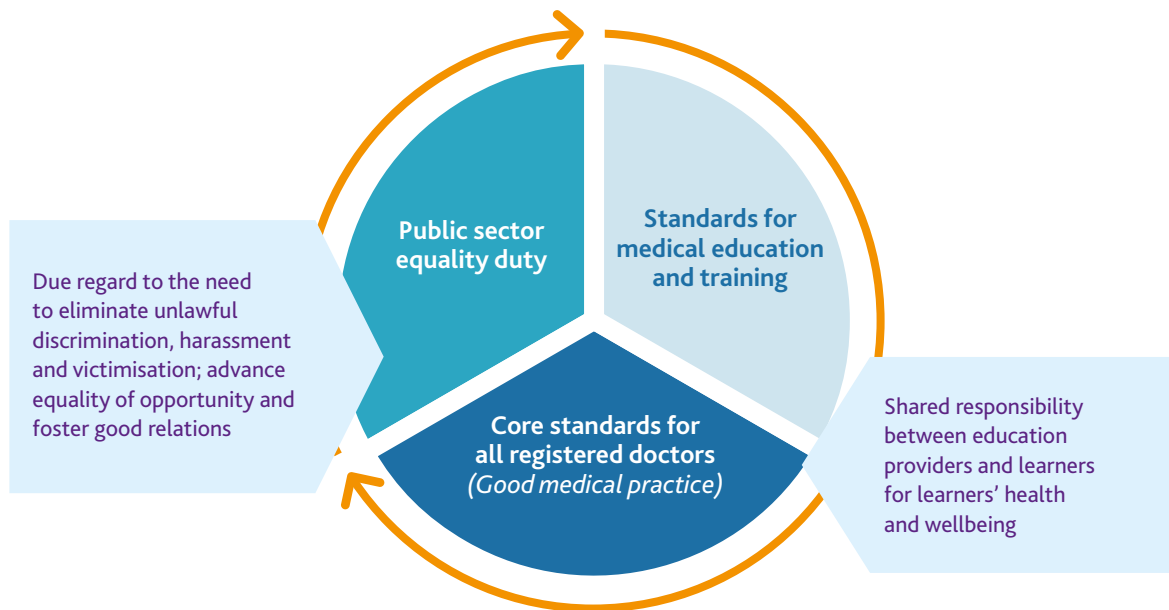 Public sector
equality duty
Standards for
medical education
and training
Core standards for
all registered doctors
(Good medical practice)
Due regard to the need
to eliminate unlawful
discrimination, harassment
and victimisation; advance
equality of opportunity and
foster good relations
Shared responsibility
between education
providers and learners
for learners’ health
and wellbeing